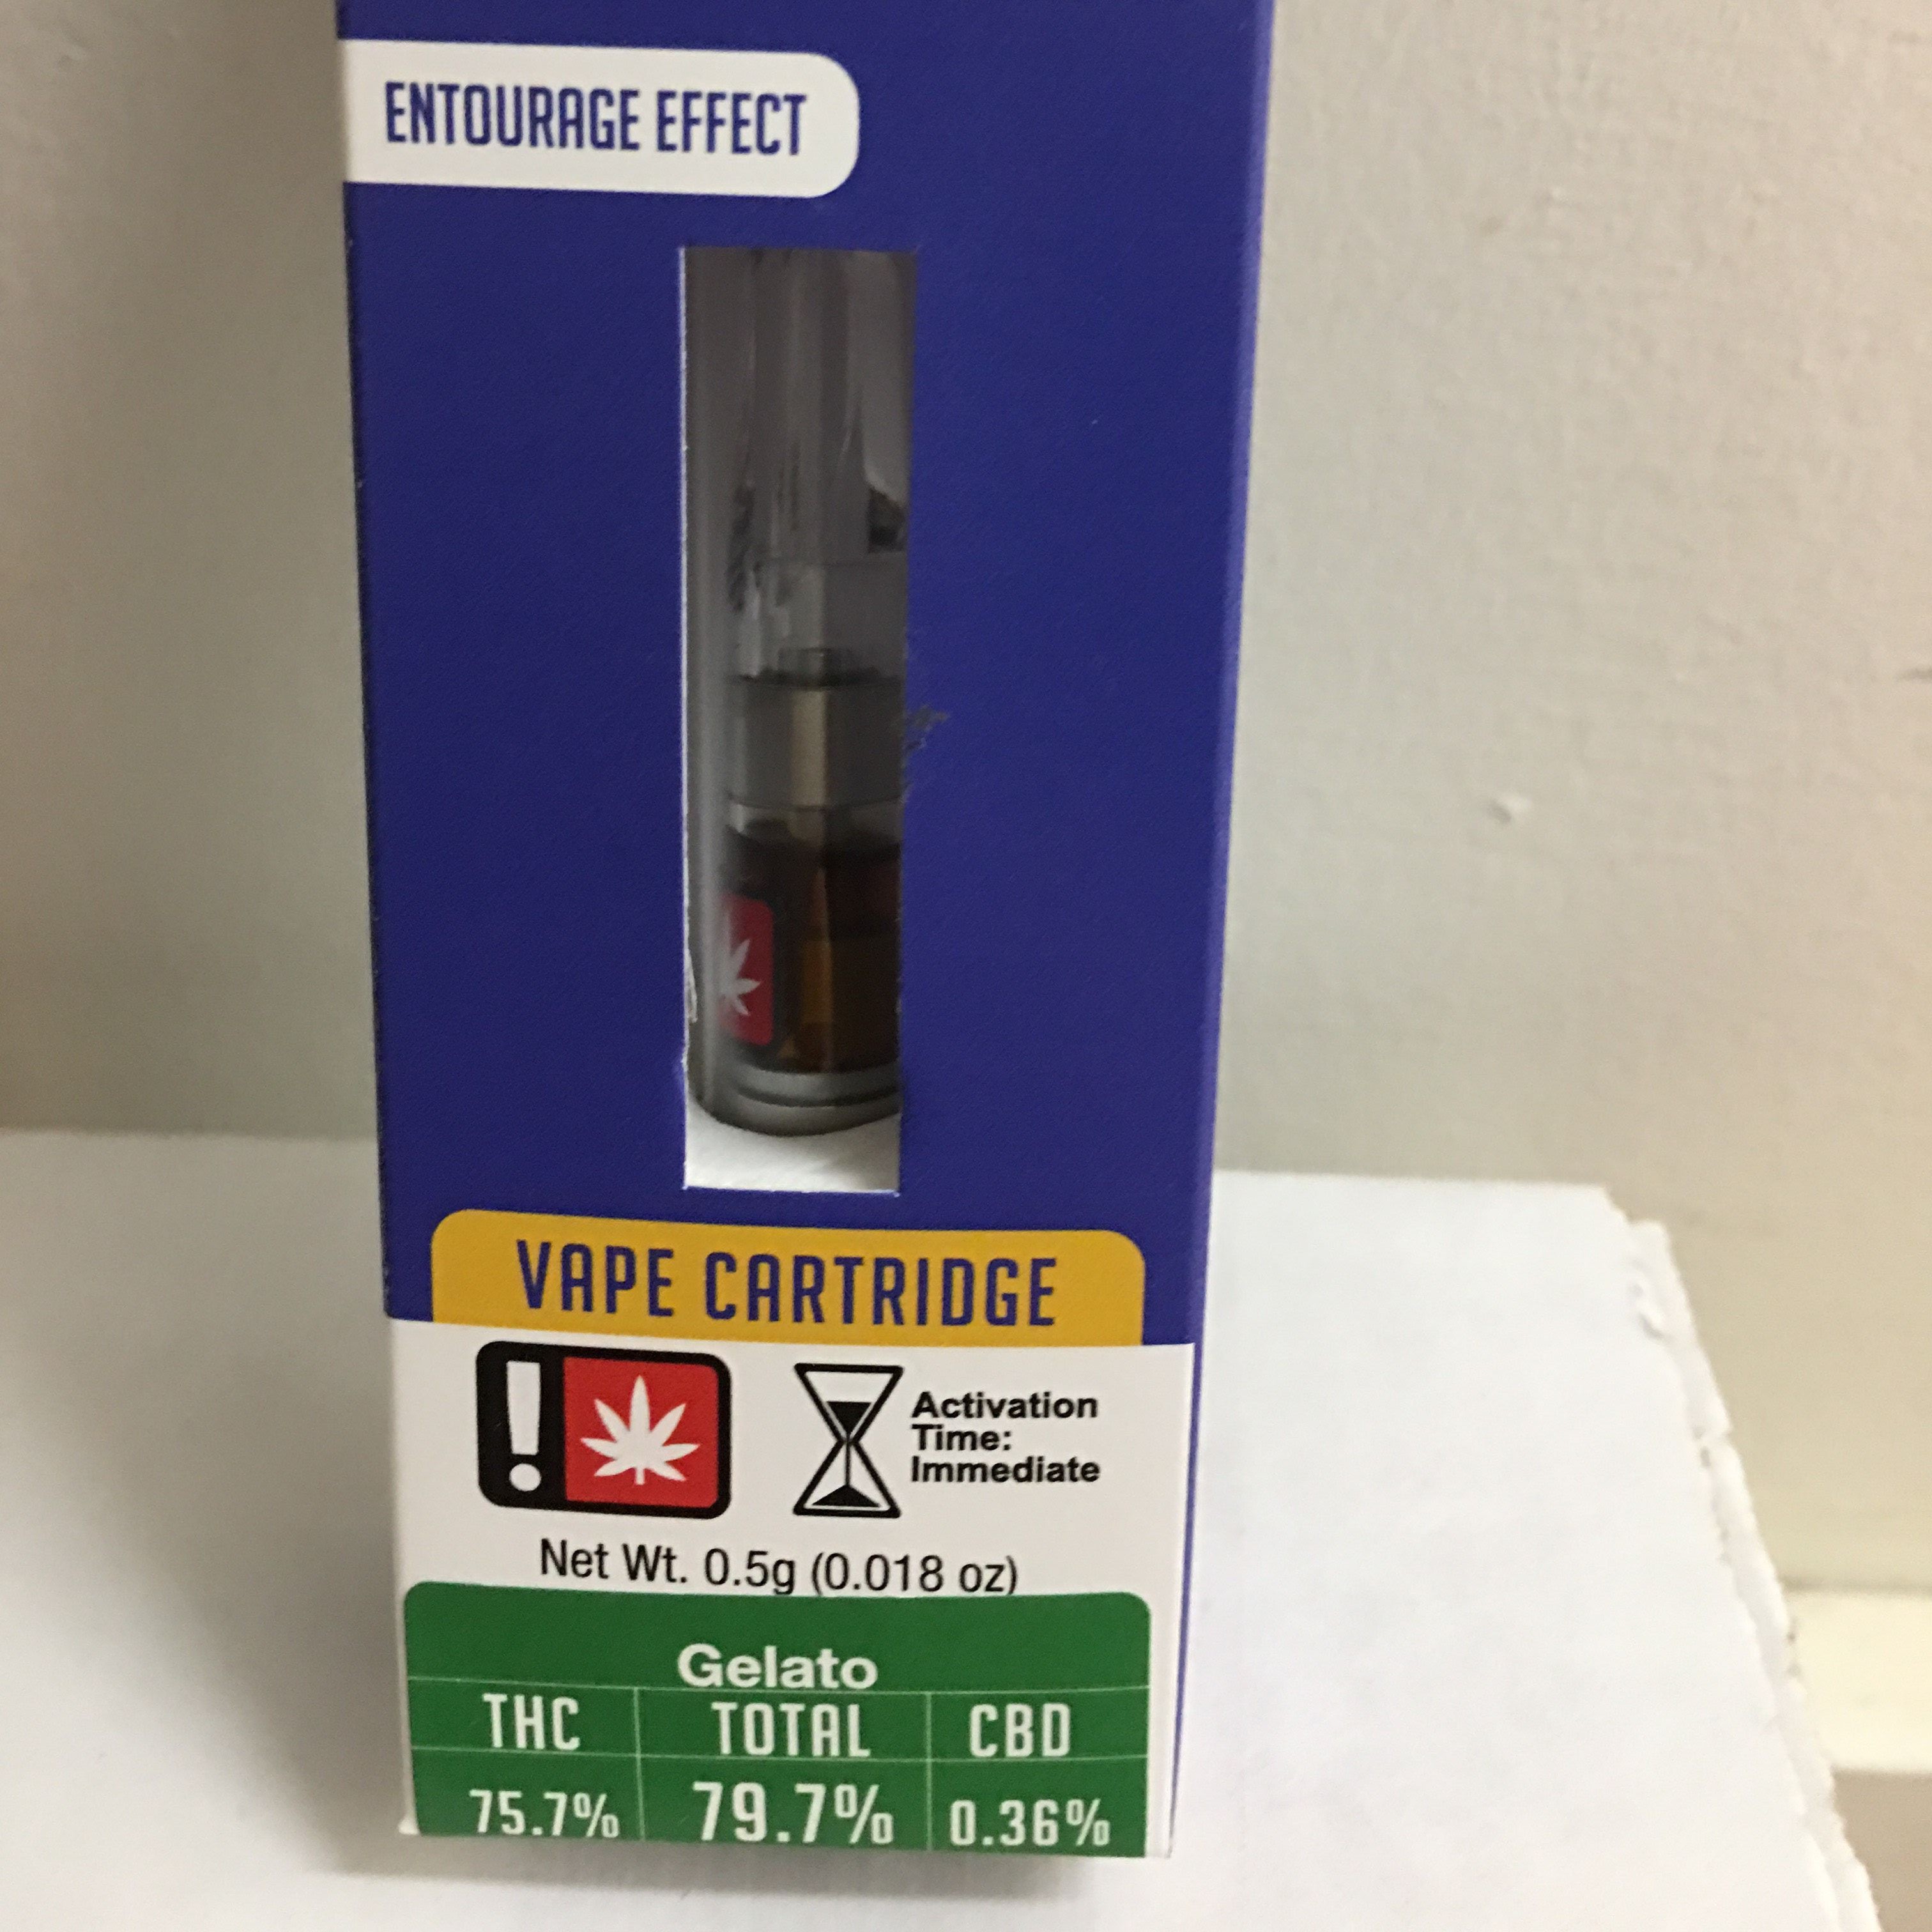 ENTOURAGE EFFECT
VAPE CARTRIDGE
!
Activation
Time:
Immediate
Net Wt. 0.5g (0.018 oz)
Gelato
THC TOTAL CBD
75.7% 79.7% 0.36%